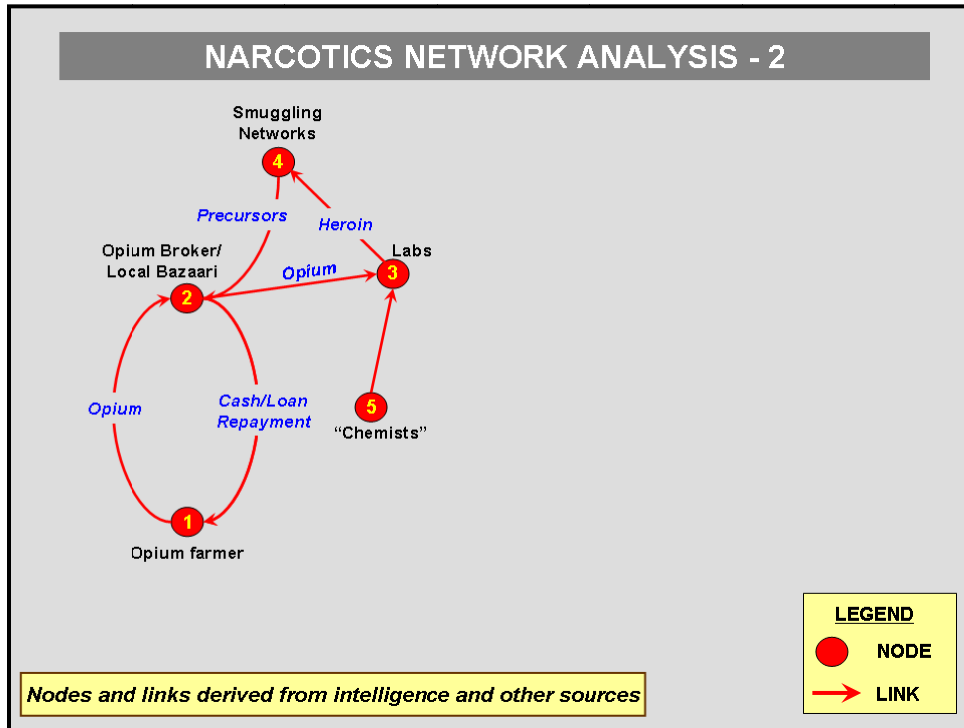 NARCOTICS NETWORK ANALYSIS - 2
Smuggling
Networks
4
Precursors
Heroin
Opium Broker/
Local Bazaari
Labs
Opium
3
2
Opium
Cash/Loan
Repayment
5
“Chemists”
1
Opium farmer
LEGEND
NODE
LINK
Nodes and links derived from intelligence and other sources